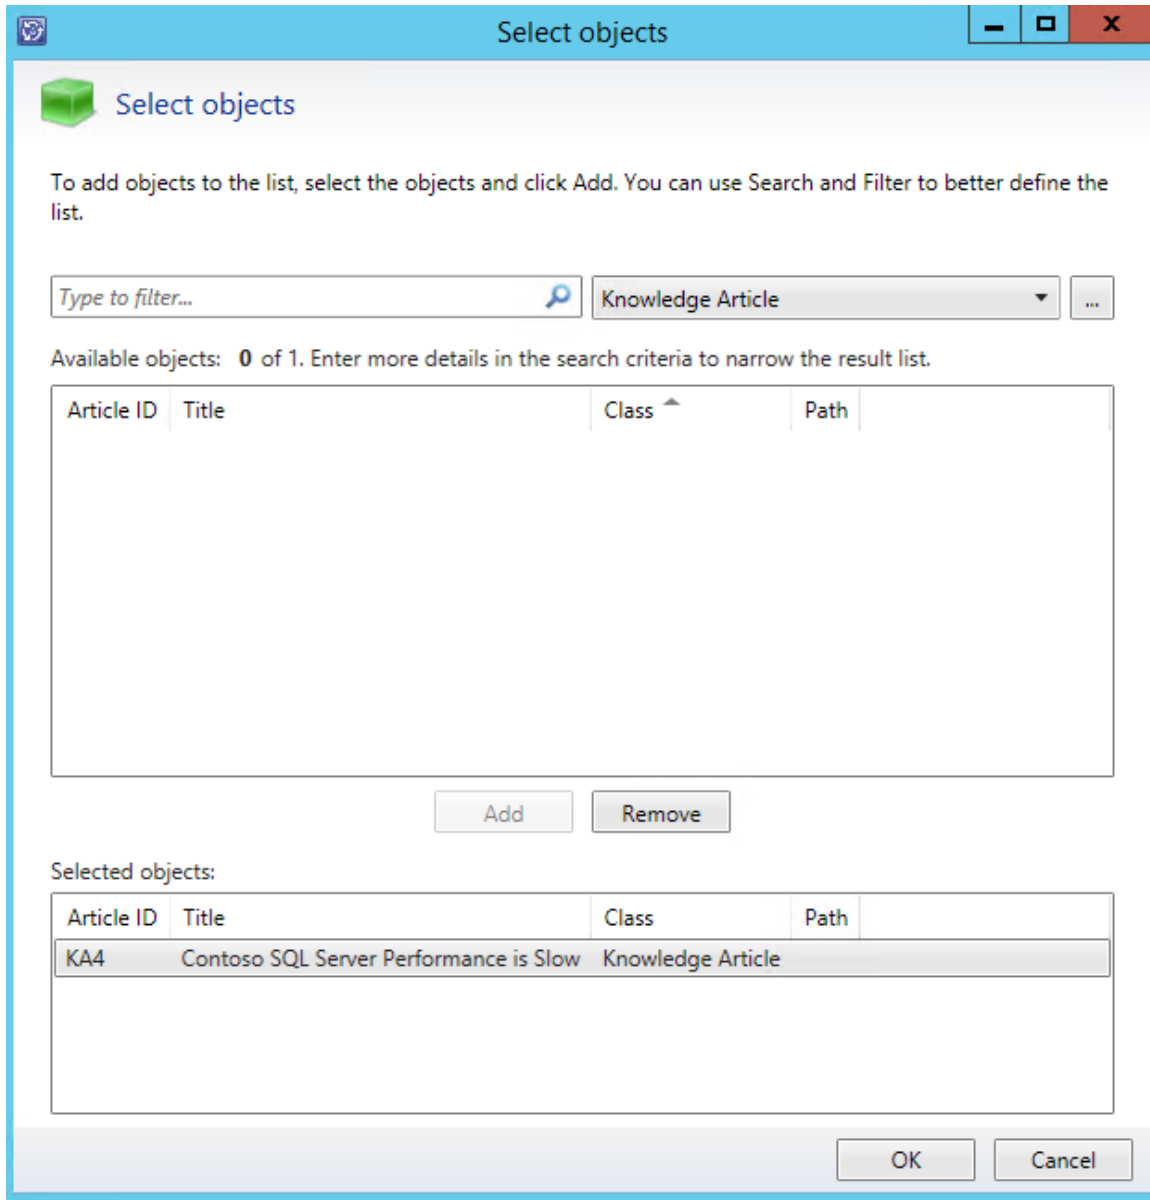 Select objects
Select objects
To add objects to the list, select the objects and click Add. You can use Search and Filter to better define the
list.
Type to filter... Knowledge Article ...
Available objects: 0 of 1. Enter more details in the search criteria to narrow the result list.
Article ID Title Class Path
Add Remove
Selected objects:
Article ID Title Class Path
KA4 Contoso SQL Server Performance is Slow Knowledge Article
OK Cancel